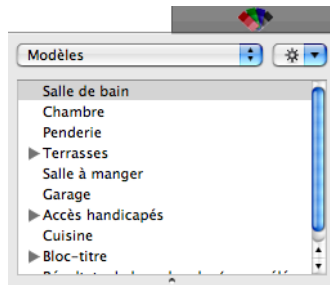 Modèles
Salle de bain
Chambre
Penderie
Terrasses
Salle à manger
Garage
Accès handicapés
Cuisine
Bloc-titre